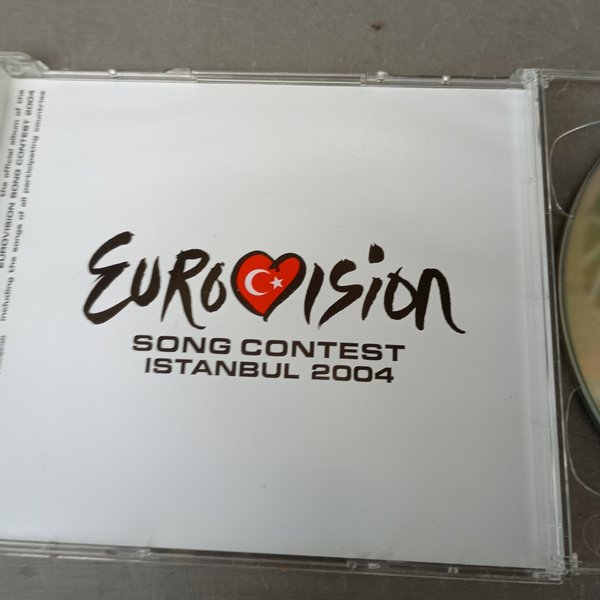 the official album of the
EUROVISION SONG CONTEST 2004
including the songs of all participating countries
EUROVISION
SONG CONTEST
ISTANBUL 2004